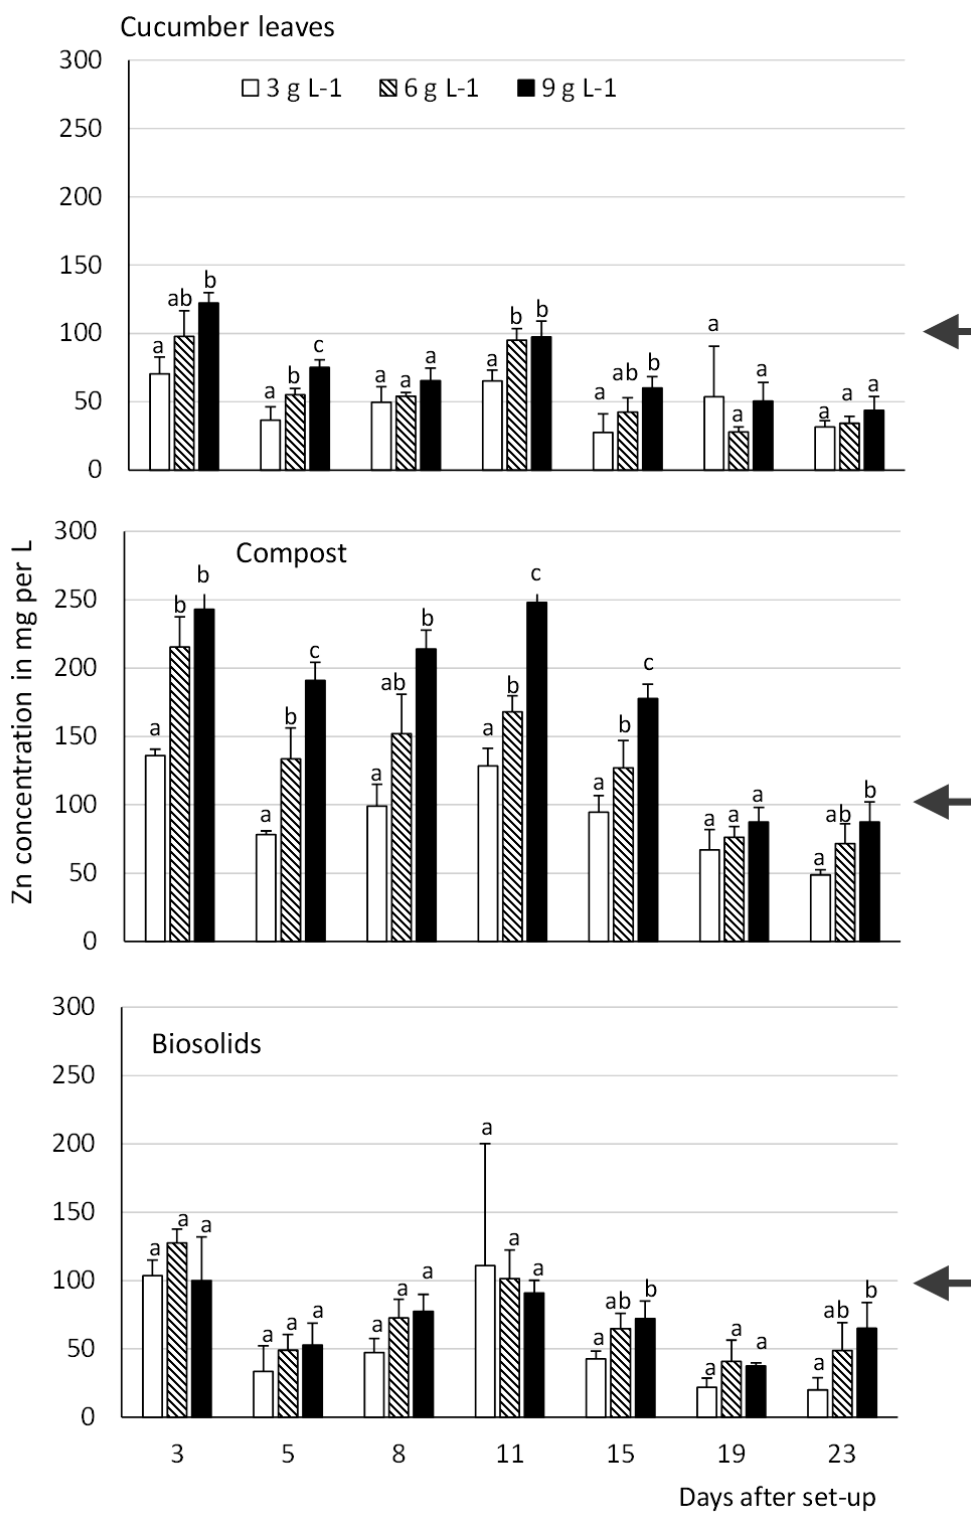 Cucumber leaves
300
3 g L-1 6 g L-1 9 g L-1
250
200
150
100
50
0
a ab b
a b c
a a a
a b b
a ab b
a a a
a a a
Zn concentration in mg per L
300
Compost
250
200
150
100
50
0
a b b
a b c
a ab b
a b c
a b c
a a a
a ab b
300
Biosolids
250
200
150
100
50
0
a a a
a a a
a a a
a a a
a ab b
a a a
a ab b
3 5 8 11 15 19 23
Days after set-up